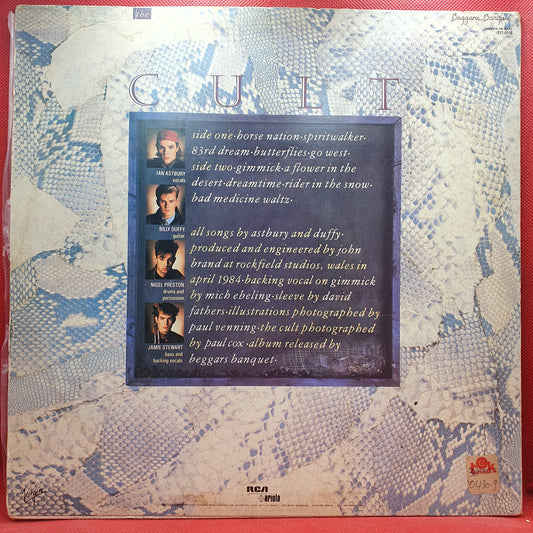 The
CULT
Beggars Banquet
side one·horse nation·spiritwalker·
83rd dream·butterflies·go west·
side two·gimmick·a flower in the
desert·dreamtime·rider in the snow·
bad medicine waltz·
IAN ASTBURY
vocals
BILLY DUFFY
guitar
NIGEL PRESTON
drums and
percussion
JAMIE STEWART
bass and
backing vocals
all songs by astbury and duffy·
produced and engineered by john
brand at rockfield studios, wales in
april 1984·backing vocal on gimmick
by mich ebeling·sleeve by david
fathers·illustrations photographed by
paul venning·the cult photographed
by paul cox·album released by
beggars banquet·
Virgin
RCA
ariola
0430-9